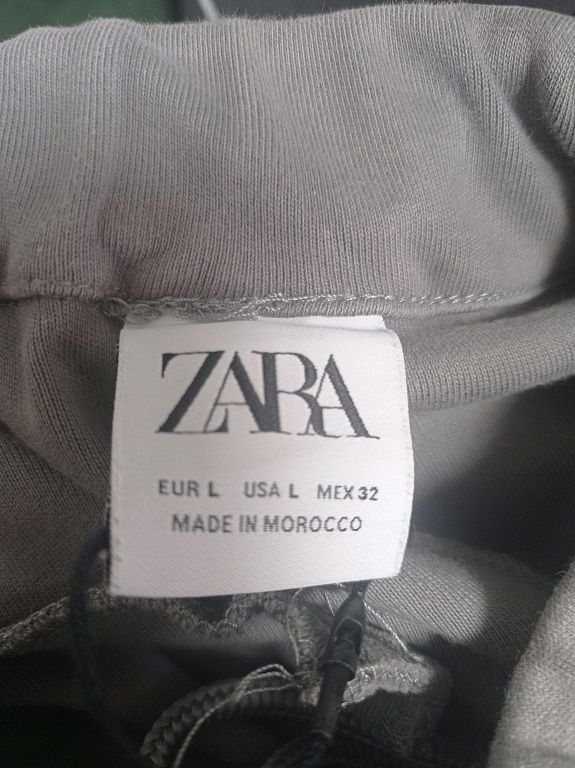 ZARA
EUR L USA L MEX 32
MADE IN MOROCCO